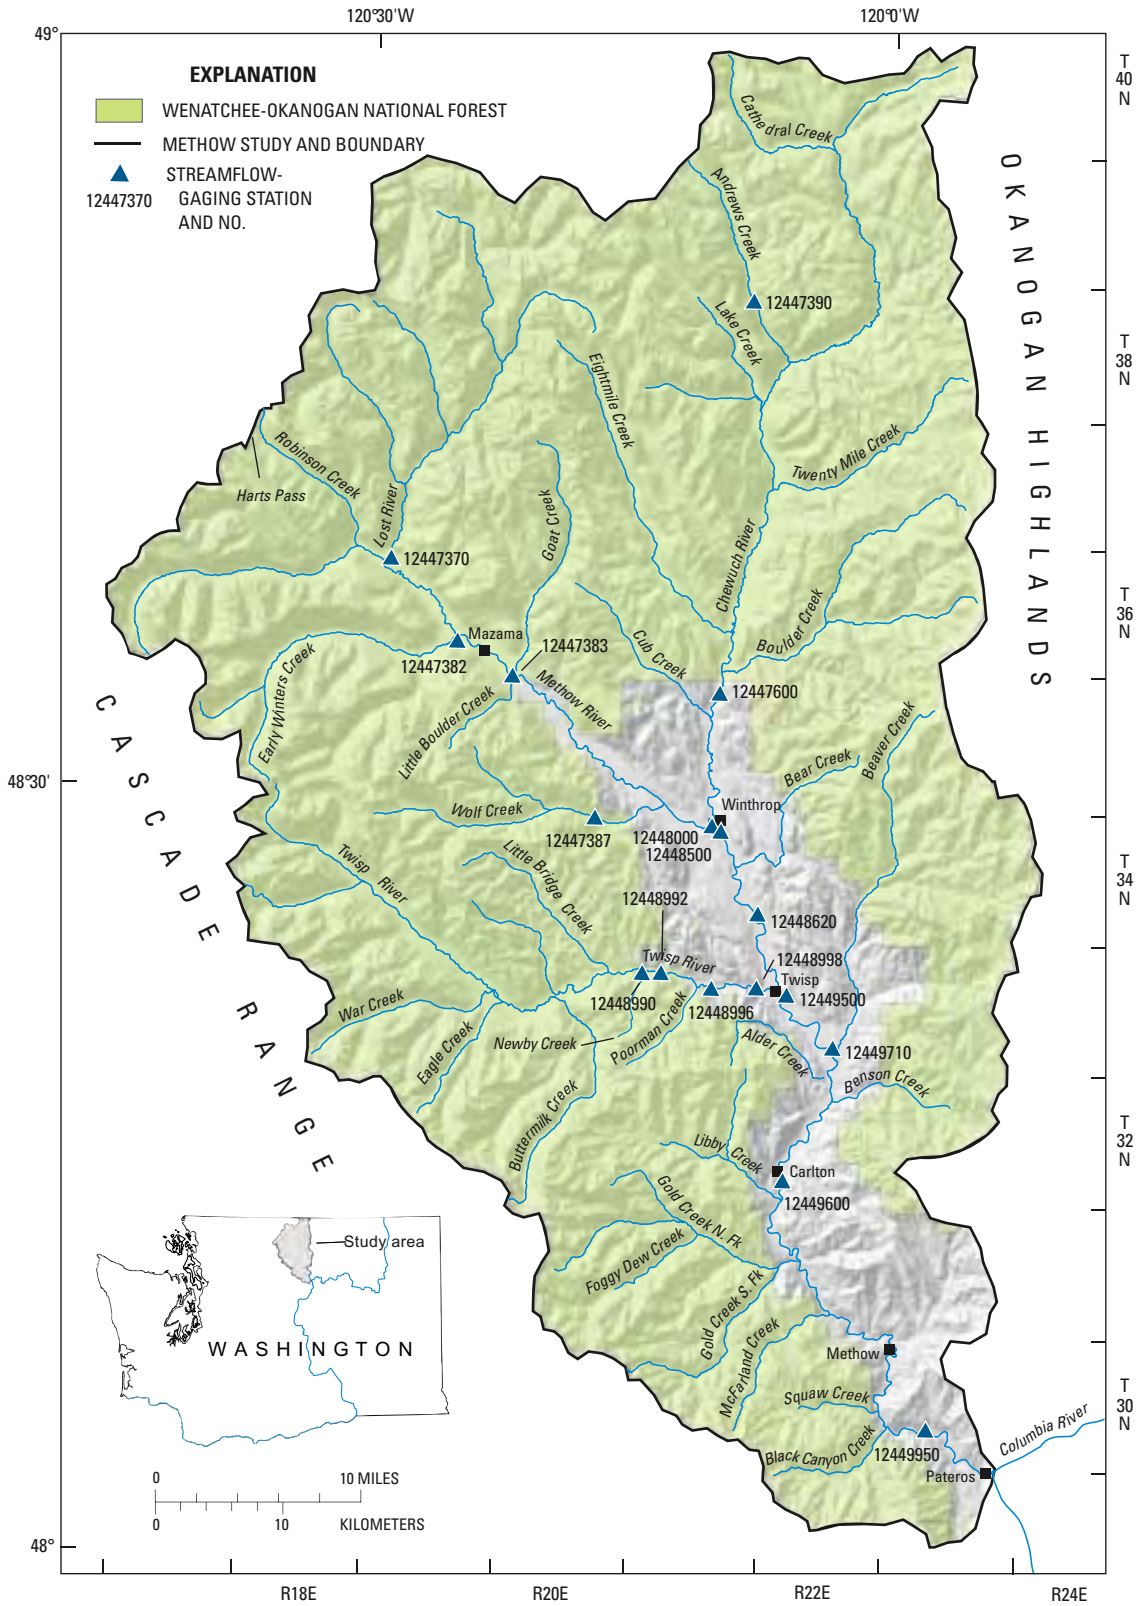 120°30'W
120°0'W
49°
EXPLANATION
WENATCHEE-OKANOGAN NATIONAL FOREST
METHOW STUDY AND BOUNDARY
STREAMFLOW-
GAGING STATION
AND NO.
12447370
T
40
N
Cathedral Creek
Andrews Creek
12447390
Lake Creek
OKANOGAN HIGHLANDS
T
38
N
Eightmile Creek
Twenty Mile Creek
Robinson Creek
Harts Pass
Lost River
Goat Creek
12447370
Chewuch River
Boulder Creek
T
36
N
Mazama
12447382
12447383
Cub Creek
Methow River
12447600
Early Winters Creek
Little Boulder Creek
Beaver Creek
Bear Creek
CASCADE RANGE
48°30'
Wolf Creek
12447387
Winthrop
12448000
12448500
Twisp River
Little Bridge Creek
12448992
T
34
N
12448620
Twisp River
12448998
Twisp
12449500
12448990
12448996
War Creek
Eagle Creek
Newby Creek
Poorman Creek
Alder Creek
12449710
Benson Creek
Buttermilk Creek
T
32
N
Libby Creek
Carlton
12449600
Gold Creek N. Fk
Foggy Dew Creek
Gold Creek S. Fk
McFarland Creek
Methow
Study area
WASHINGTON
Squaw Creek
T
30
N
Black Canyon Creek
12449950
Columbia River
Pateros
0 10 MILES
0 10 KILOMETERS
48°
R18E
R20E
R22E
R24E